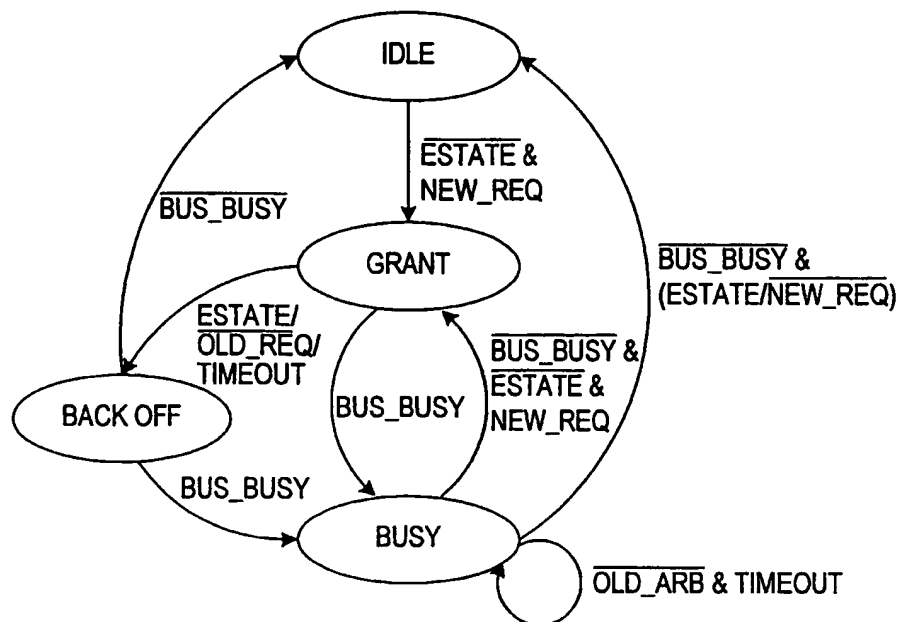 IDLE
ESTATE &
NEW_REQ
BUS_BUSY
GRANT
BUS_BUSY &
(ESTATE/NEW_REQ)
ESTATE/
OLD_REQ/
TIMEOUT
BUS_BUSY &
ESTATE &
NEW_REQ
BACK OFF
BUS_BUSY
BUS_BUSY
BUSY
OLD_ARB & TIMEOUT